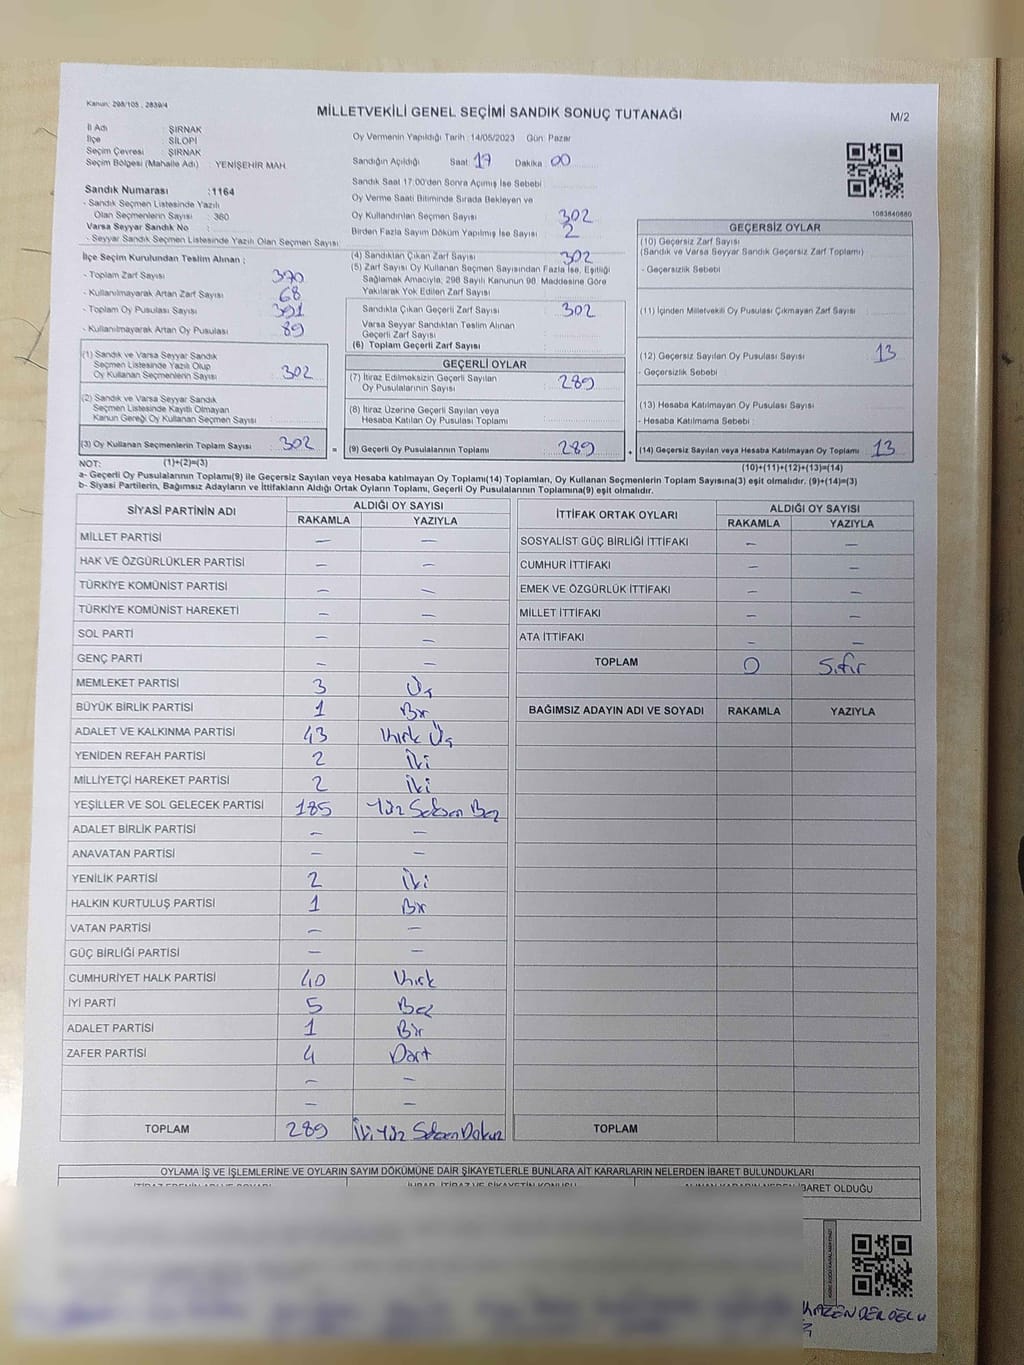 Kanun: 298/105 , 2839/4
MİLLETVEKİLİ GENEL SEÇİMİ SANDIK SONUÇ TUTANAĞI
M/2
İl Adı : ŞIRNAK
İlçe : SİLOPİ
Seçim Çevresi : ŞIRNAK
Seçim Bölgesi (Mahalle Adı) : YENİŞEHİR MAH
Oy Vermenin Yapıldığı Tarih :14/05/2023 Gün: Pazar
Sandığın Açıldığı Saat 17 Dakika 00
Sandık Saat 17:00'den Sonra Açılmış İse Sebebi :
Sandık Numarası :1164
- Sandık Seçmen Listesinde Yazılı
Olan Seçmenlerin Sayısı : 360
Varsa Seyyar Sandık No :
- Seyyar Sandık Seçmen Listesinde Yazılı Olan Seçmen Sayısı:
Oy Verme Saati Bitiminde Sırada Bekleyen ve
Oy Kullandırılan Seçmen Sayısı 302
Birden Fazla Sayım Döküm Yapılmış İse Sayısı 2
1083840880
İlçe Seçim Kurulundan Teslim Alınan ;
- Toplam Zarf Sayısı 370
- Kullanılmayarak Artan Zarf Sayısı 68
- Toplam Oy Pusulası Sayısı 391
- Kullanılmayarak Artan Oy Pusulası 89
(4) Sandıktan Çıkan Zarf Sayısı 302
(5) Zarf Sayısı Oy Kullanan Seçmen Sayısından Fazla İse, Eşitliği
Sağlamak Amacıyla; 298 Sayılı Kanunun 98. Maddesine Göre
Yakılarak Yok Edilen Zarf Sayısı
Sandıkta Çıkan Geçerli Zarf Sayısı 302
Varsa Seyyar Sandıktan Teslim Alınan
Geçerli Zarf Sayısı
(6) Toplam Geçerli Zarf Sayısı
(1) Sandık ve Varsa Seyyar Sandık
Seçmen Listesinde Yazılı Olup
Oy Kullanan Seçmenlerin Sayısı 302
(2) Sandık ve Varsa Seyyar Sandık
Seçmen Listesinde Kayıtlı Olmayan
Kanun Gereği Oy Kullanan Seçmen Sayısı
(3) Oy Kullanan Seçmenlerin Toplam Sayısı 302
GEÇERLİ OYLAR
(7) İtiraz Edilmeksizin Geçerli Sayılan
Oy Pusulalarının Sayısı 289
(8) İtiraz Üzerine Geçerli Sayılan veya
Hesaba Katılan Oy Pusulası Toplamı
= (9) Geçerli Oy Pusulalarının Toplamı 289 +
GEÇERSİZ OYLAR
(10) Geçersiz Zarf Sayısı
(Sandık ve Varsa Seyyar Sandık Geçersiz Zarf Toplamı)
- Geçersizlik Sebebi :
(11) İçinden Milletvekili Oy Pusulası Çıkmayan Zarf Sayısı
(12) Geçersiz Sayılan Oy Pusulası Sayısı 13
- Geçersizlik Sebebi :
(13) Hesaba Katılmayan Oy Pusulası Sayısı
- Hesaba Katılmama Sebebi :
(14) Geçersiz Sayılan veya Hesaba Katılmayan Oy Toplamı 13
NOT: (1)+(2)=(3)
(10)+(11)+(12)+(13)=(14)
a- Geçerli Oy Pusulalarının Toplamı(9) ile Geçersiz Sayılan veya Hesaba katılmayan Oy Toplamı(14) Toplamları, Oy Kullanan Seçmenlerin Toplam Sayısına(3) eşit olmalıdır. (9)+(14)=(3)
b- Siyasi Partilerin, Bağımsız Adayların ve İttifakların Aldığı Ortak Oyların Toplamı, Geçerli Oy Pusulalarının Toplamına(9) eşit olmalıdır.
SİYASİ PARTİNİN ADI ALDIĞI OY SAYISI
RAKAMLA YAZIYLA
MİLLET PARTİSİ — —
HAK VE ÖZGÜRLÜKLER PARTİSİ — —
TÜRKİYE KOMÜNİST PARTİSİ — —
TÜRKİYE KOMÜNİST HAREKETİ — —
SOL PARTİ — —
GENÇ PARTİ — —
MEMLEKET PARTİSİ 3 Üç
BÜYÜK BİRLİK PARTİSİ 1 Bir
ADALET VE KALKINMA PARTİSİ 43 Kırk Üç
YENİDEN REFAH PARTİSİ 2 İki
MİLLİYETÇİ HAREKET PARTİSİ 2 İki
YEŞİLLER VE SOL GELECEK PARTİSİ 185 Yüz Seksen Beş
ADALET BİRLİK PARTİSİ — —
ANAVATAN PARTİSİ — —
YENİLİK PARTİSİ 2 İki
HALKIN KURTULUŞ PARTİSİ 1 Bir
VATAN PARTİSİ — —
GÜÇ BİRLİĞİ PARTİSİ — —
CUMHURİYET HALK PARTİSİ 40 Kırk
İYİ PARTİ 5 Beş
ADALET PARTİSİ 1 Bir
ZAFER PARTİSİ 4 Dört
— —
— —
TOPLAM 289 İki Yüz Seksen Dokuz
İTTİFAK ORTAK OYLARI ALDIĞI OY SAYISI
RAKAMLA YAZIYLA
SOSYALİST GÜÇ BİRLİĞİ İTTİFAKI — —
CUMHUR İTTİFAKI — —
EMEK VE ÖZGÜRLÜK İTTİFAKI — —
MİLLET İTTİFAKI — —
ATA İTTİFAKI — —
TOPLAM 0 Sıfır
BAĞIMSIZ ADAYIN ADI VE SOYADI RAKAMLA YAZIYLA
TOPLAM
OYLAMA İŞ VE İŞLEMLERİNE VE OYLARIN SAYIM DÖKÜMÜNE DAİR ŞİKAYETLERLE BUNLARA AİT KARARLARIN NELERDEN İBARET BULUNDUKLARI
İTİRAZ EDENİN ADI VE SOYADI İHBAR, İTİRAZ VE ŞİKAYETİN KONUSU ALINAN KARARIN NEDEN İBARET OLDUĞU